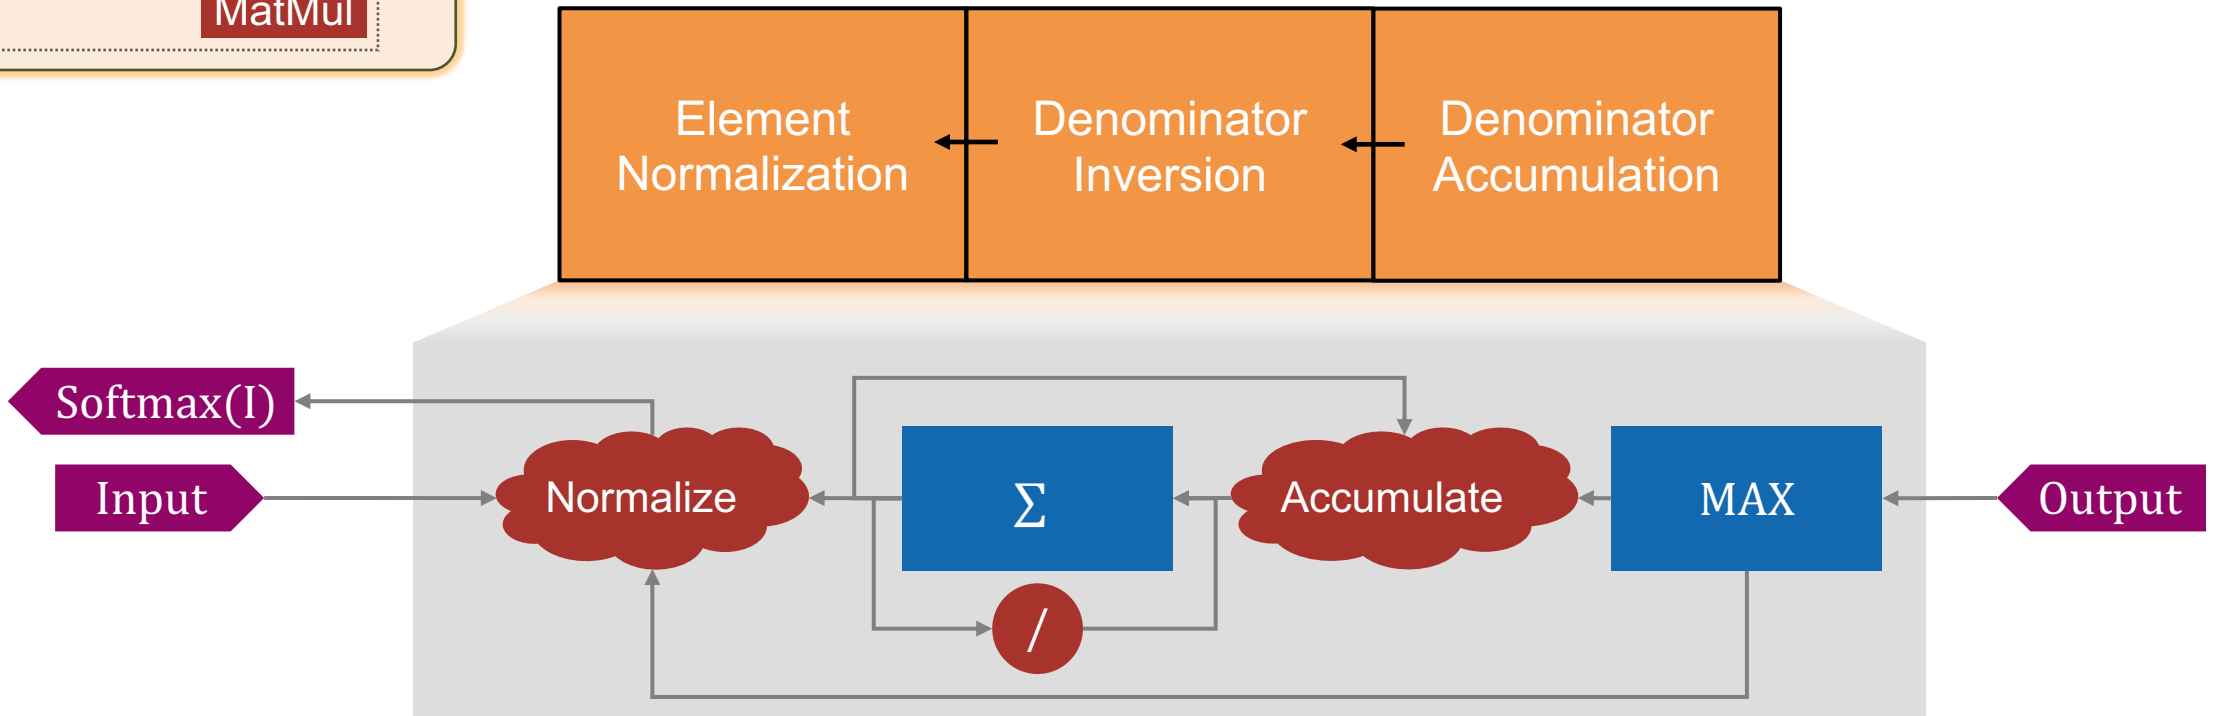 MatMul
Element
Normalization
Denominator
Inversion
Denominator
Accumulation
Softmax(I)
Input
Normalize
Σ
Accumulate
MAX
Output
/